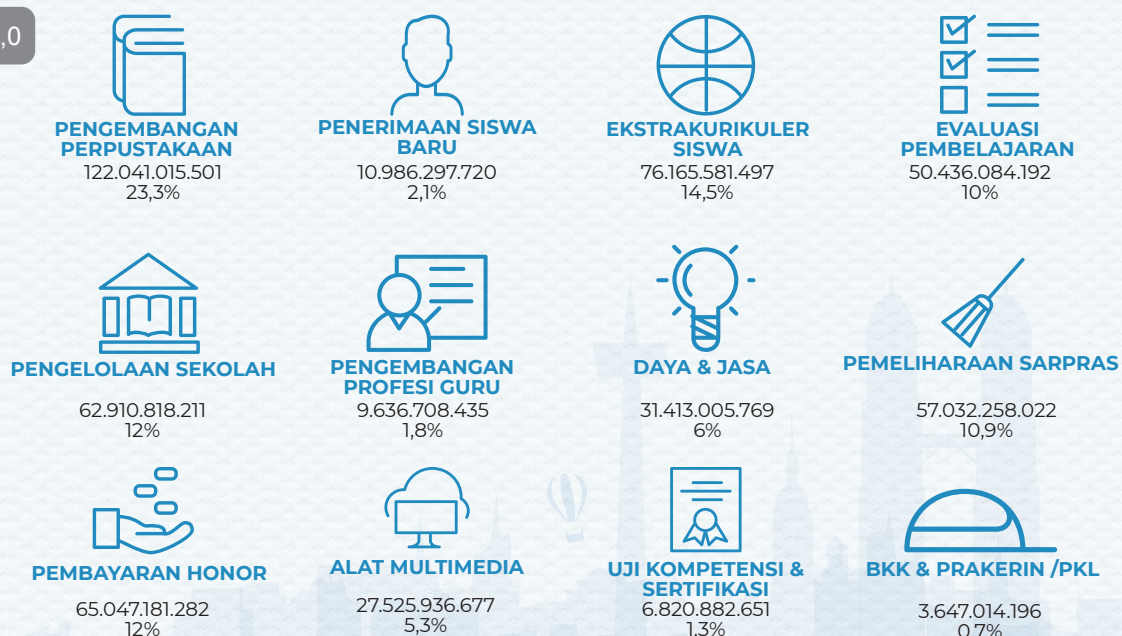 ,0
PENGEMBANGAN
PERPUSTAKAAN
122.041.015.501
23,3%
PENERIMAAN SISWA
BARU
10.986.297.720
2,1%
EKSTRAKURIKULER
SISWA
76.165.581.497
14,5%
EVALUASI
PEMBELAJARAN
50.436.084.192
10%
PENGELOLAAN SEKOLAH
62.910.818.211
12%
PENGEMBANGAN
PROFESI GURU
9.636.708.435
1,8%
DAYA & JASA
31.413.005.769
6%
PEMELIHARAAN SARPRAS
57.032.258.022
10,9%
PEMBAYARAN HONOR
65.047.181.282
12%
ALAT MULTIMEDIA
27.525.936.677
5,3%
UJI KOMPETENSI &
SERTIFIKASI
6.820.882.651
1,3%
BKK & PRAKERIN /PKL
3.647.014.196
0,7%